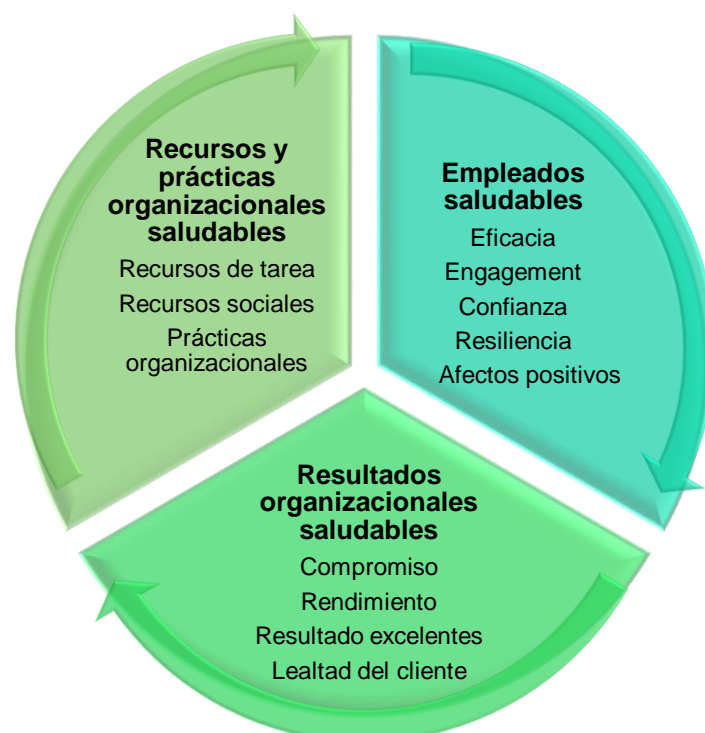 Recursos y
prácticas
organizacionales
saludables
Recursos de tarea
Recursos sociales
Prácticas
organizacionales
Empleados
saludables
Eficacia
Engagement
Confianza
Resiliencia
Afectos positivos
Resultados
organizacionales
saludables
Compromiso
Rendimiento
Resultado excelentes
Lealtad del cliente